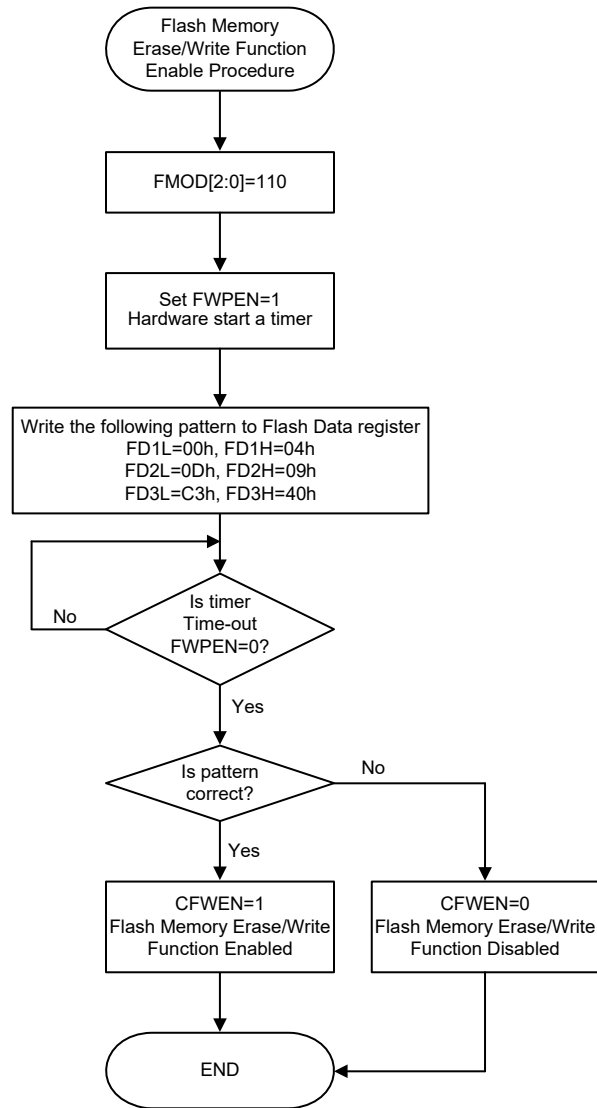 Flash Memory
Erase/Write Function
Enable Procedure
FMOD[2:0]=110
Set FWPEN=1
Hardware start a timer
Write the following pattern to Flash Data register
FD1L=00h, FD1H=04h
FD2L=0Dh, FD2H=09h
FD3L=C3h, FD3H=40h
Is timer
Time-out
FWPEN=0?
No
Yes
Is pattern
correct?
No
Yes
CFWEN=1
Flash Memory Erase/Write
Function Enabled
CFWEN=0
Flash Memory Erase/Write
Function Disabled
END